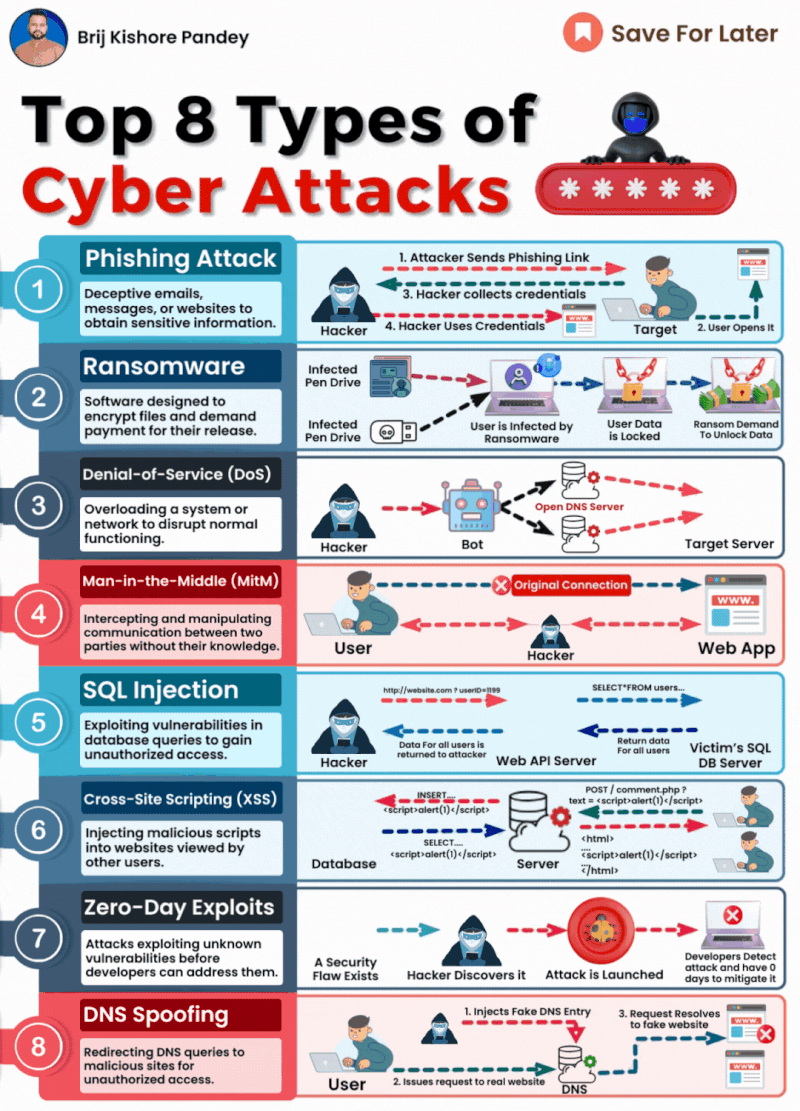 Brij Kishore Pandey
Save For Later
Top 8 Types of
Cyber Attacks
*****
1
Phishing Attack
Deceptive emails,
messages, or websites to
obtain sensitive information.
Hacker
1. Attacker Sends Phishing Link
3. Hacker collects credentials
4. Hacker Uses Credentials
www.
Target
www.
2. User Opens It
2
Ransomware
Software designed to
encrypt files and demand
payment for their release.
Infected
Pen Drive
Infected
Pen Drive
User is Infected by
Ransomware
User Data
is Locked
Ransom Demand
To Unlock Data
3
Denial-of-Service (DoS)
Overloading a system or
network to disrupt normal
functioning.
Hacker
Bot
Open DNS Server
Target Server
4
Man-in-the-Middle (MitM)
Intercepting and manipulating
communication between two
parties without their knowledge.
User
Original Connection
Hacker
www.
Web App
5
SQL Injection
Exploiting vulnerabilities in
database queries to gain
unauthorized access.
Hacker
http://website.com ? userID=1199
Data For all users is
returned to attacker
Web API Server
SELECT*FROM users...
Return data
For all users
Victim's SQL
DB Server
6
Cross-Site Scripting (XSS)
Injecting malicious scripts
into websites viewed by
other users.
Database
INSERT....
<script>alert(1)</script>
SELECT....
<script>alert(1)</script>
Server
POST / comment.php ?
text = <script>alert(1)</script>
<html>
....
<script>alert(1)</script>
</html>
7
Zero-Day Exploits
Attacks exploiting unknown
vulnerabilities before
developers can address them.
A Security
Flaw Exists
Hacker Discovers it
Attack is Launched
Developers Detect
attack and have 0
days to mitigate it
8
DNS Spoofing
Redirecting DNS queries to
malicious sites for
unauthorized access.
User
1. Injects Fake DNS Entry
2. Issues request to real website
DNS
3. Request Resolves
to fake website
www.
www.